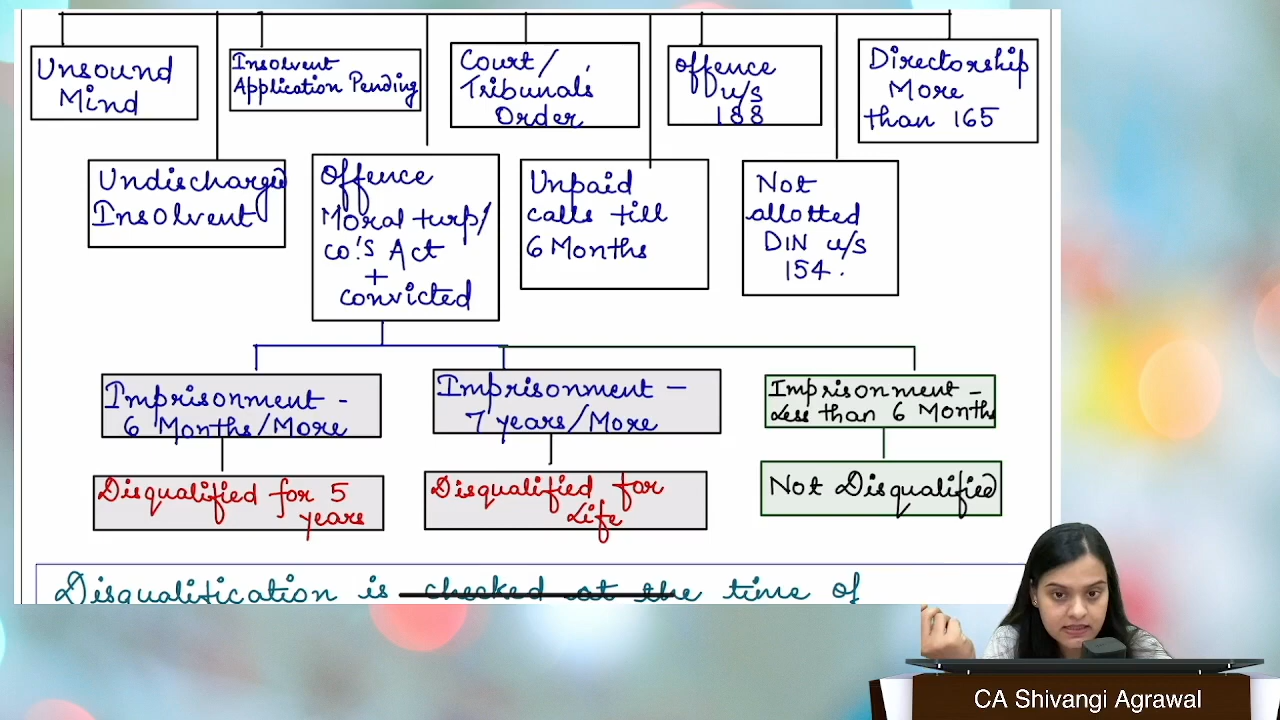 Unsound
Mind
Insolvent
Application Pending
Court/
Tribunal's
Order
Offence
u/s
188
Directorship
More
than 165
Undischarged
Insolvent
Offence
Moral turp/
co.'s Act
+
convicted
Unpaid
calls till
6 Months
Not
allotted
DIN u/s
154.
Imprisonment -
6 Months/More
Imprisonment -
7 years/More
Imprisonment -
Less than 6 Months
Disqualified for 5
years
Disqualified for
Life
Not Disqualified
Disqualification is checked at the time of
CA Shivangi Agrawal